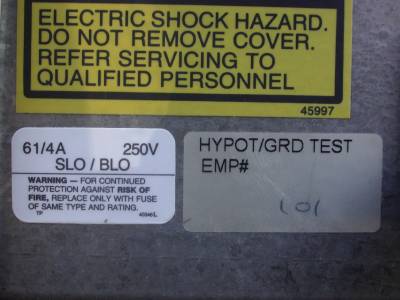 ELECTRIC SHOCK HAZARD.
DO NOT REMOVE COVER.
REFER SERVICING TO
QUALIFIED PERSONNEL
45997
61/4A 250V
SLO / BLO
WARNING – FOR CONTINUED
PROTECTION AGAINST RISK OF
FIRE, REPLACE ONLY WITH FUSE
OF SAME TYPE AND RATING.
TP 45946L
HYPOT/GRD TEST
EMP#
101